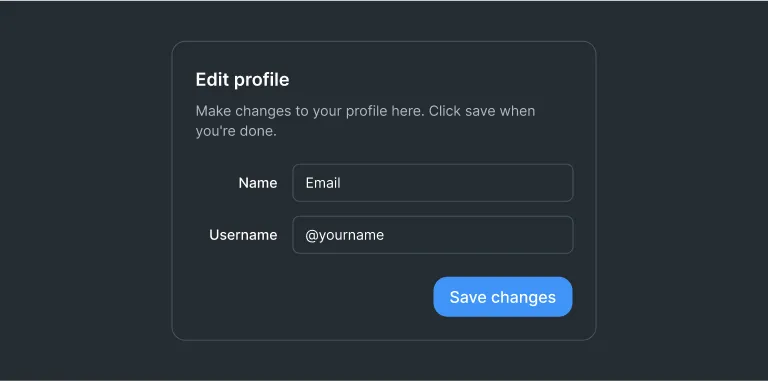 Edit profile
Make changes to your profile here. Click save when
you're done.
Name
Email
Username
@yourname
Save changes